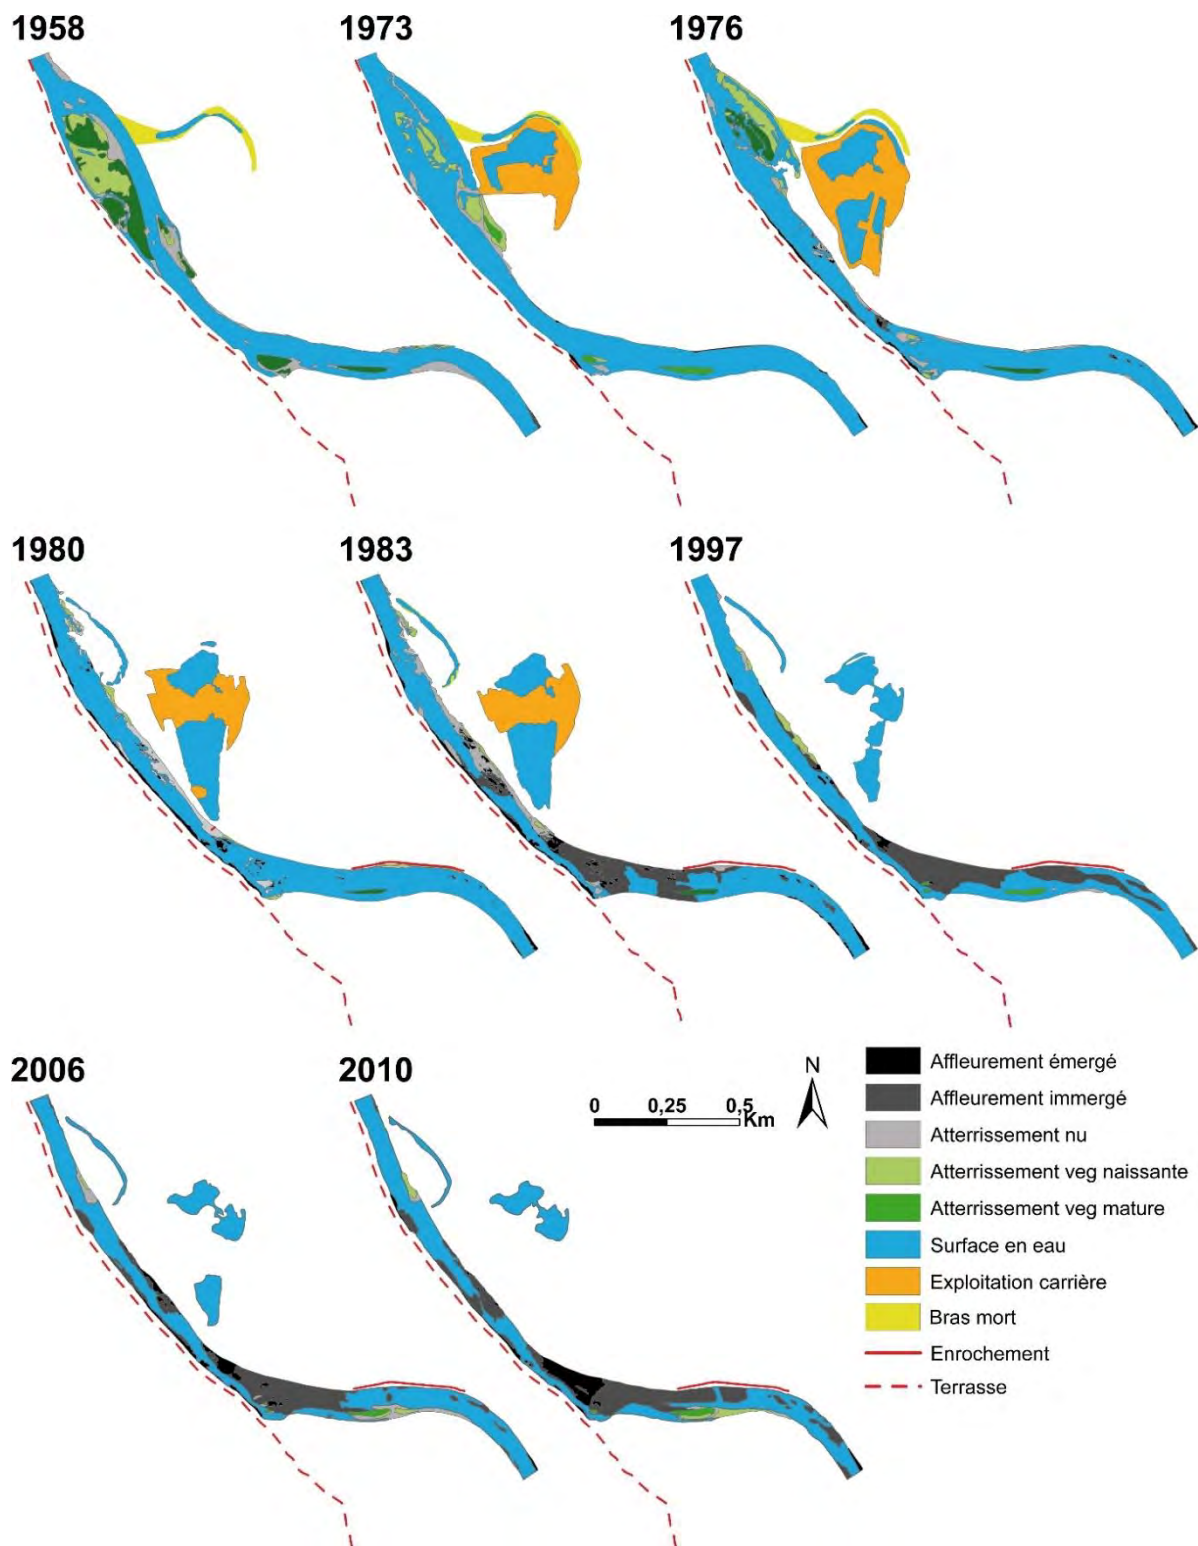 1958
1973
1976
1980
1983
1997
2006
2010
0 0,25 0,5
Km
N
Affleurement émergé
Affleurement immergé
Atterrissement nu
Atterrissement veg naissante
Atterrissement veg mature
Surface en eau
Exploitation carrière
Bras mort
Enrochement
Terrasse